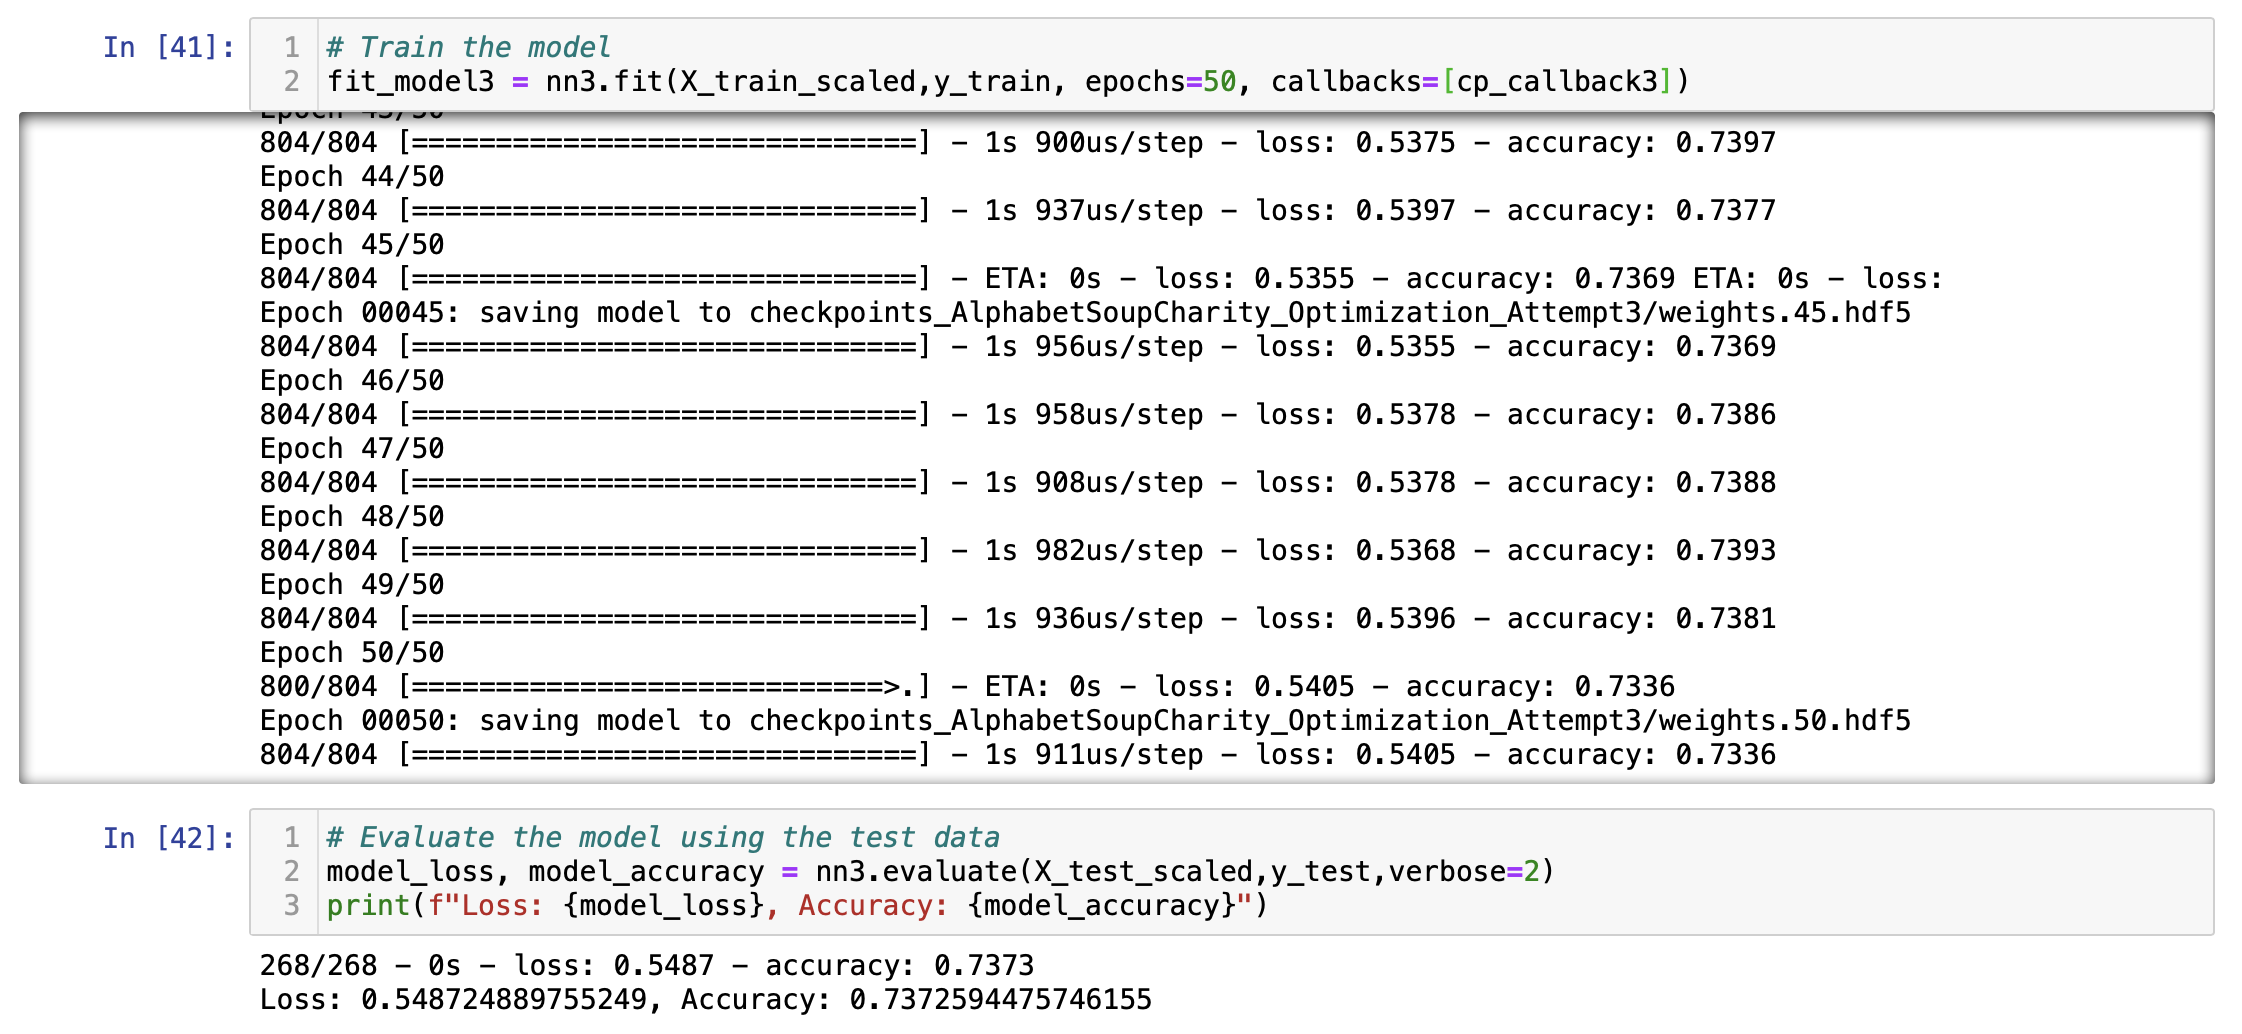 In [41]:
1 # Train the model
2 fit_model3 = nn3.fit(X_train_scaled,y_train, epochs=50, callbacks=[cp_callback3])
Epoch 43/50
804/804 [==============================] - 1s 900us/step - loss: 0.5375 - accuracy: 0.7397
Epoch 44/50
804/804 [==============================] - 1s 937us/step - loss: 0.5397 - accuracy: 0.7377
Epoch 45/50
804/804 [==============================] - ETA: 0s - loss: 0.5355 - accuracy: 0.7369 ETA: 0s - loss:
Epoch 00045: saving model to checkpoints_AlphabetSoupCharity_Optimization_Attempt3/weights.45.hdf5
804/804 [==============================] - 1s 956us/step - loss: 0.5355 - accuracy: 0.7369
Epoch 46/50
804/804 [==============================] - 1s 958us/step - loss: 0.5378 - accuracy: 0.7386
Epoch 47/50
804/804 [==============================] - 1s 908us/step - loss: 0.5378 - accuracy: 0.7388
Epoch 48/50
804/804 [==============================] - 1s 982us/step - loss: 0.5368 - accuracy: 0.7393
Epoch 49/50
804/804 [==============================] - 1s 936us/step - loss: 0.5396 - accuracy: 0.7381
Epoch 50/50
800/804 [============================>.] - ETA: 0s - loss: 0.5405 - accuracy: 0.7336
Epoch 00050: saving model to checkpoints_AlphabetSoupCharity_Optimization_Attempt3/weights.50.hdf5
804/804 [==============================] - 1s 911us/step - loss: 0.5405 - accuracy: 0.7336
In [42]:
1 # Evaluate the model using the test data
2 model_loss, model_accuracy = nn3.evaluate(X_test_scaled,y_test,verbose=2)
3 print(f"Loss: {model_loss}, Accuracy: {model_accuracy}")
268/268 - 0s - loss: 0.5487 - accuracy: 0.7373
Loss: 0.548724889755249, Accuracy: 0.7372594475746155